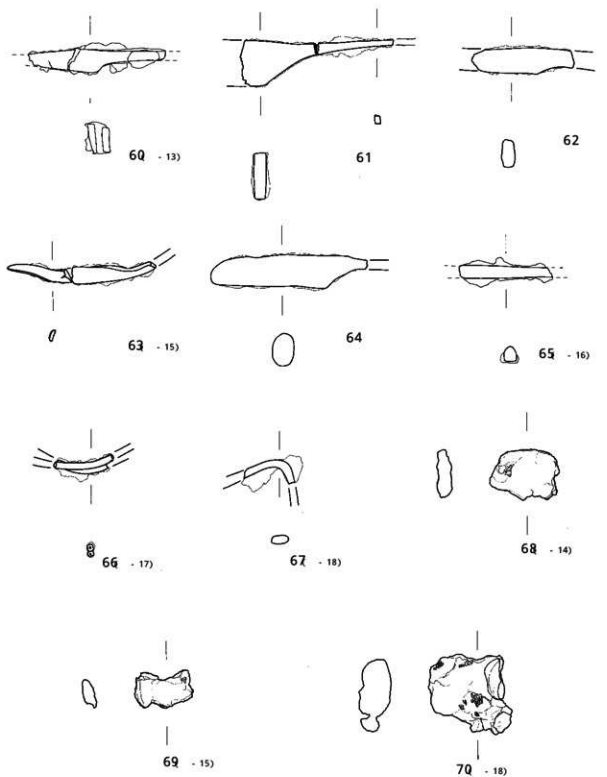 60( - 13)
61
62
63( - 15)
64
65( - 16)
66( - 17)
67( - 18)
68( - 14)
69( - 15)
70( - 18)